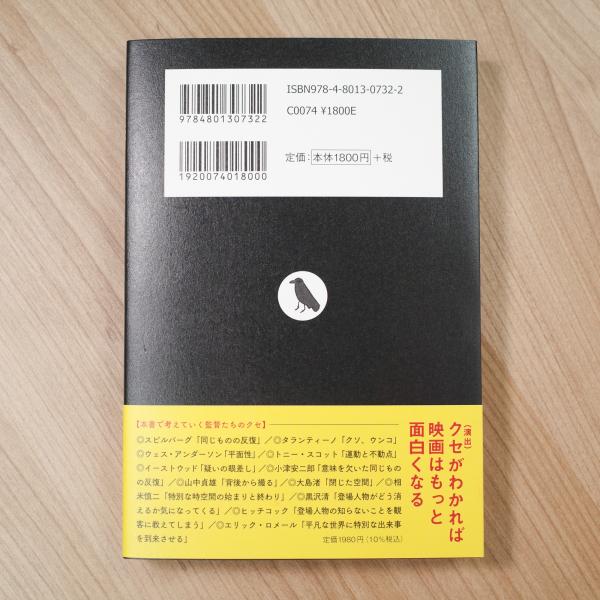 ISBN978-4-8013-0732-2
C0074 ¥1800E
9784801307322
定価:本体1800円+税
1920074018000
【本書で考えていく監督たちのクセ】
◎スピルバーグ「同じものの反復」/◎タランティーノ「クソ、ウンコ」
◎ウェス・アンダーソン「平面性」/◎トニー・スコット「運動と不動点」
◎イーストウッド「疑いの眼差し」/◎小津安二郎「意味を欠いた同じもの
の反復」/◎山中貞雄「背後から撮る」/◎大島渚「閉じた空間」/◎相
米慎二「特別な時空間の始まりと終わり」/◎黒沢清「登場人物がどう消
えるか気になってくる」/◎ヒッチコック「登場人物の知らないことを観
客に教えてしまう」/◎エリック・ロメール「平凡な世界に特別な出来事
を到来させる」
定価1980円(10%税込)
(演出)
クセがわかれば
映画はもっと
面白くなる